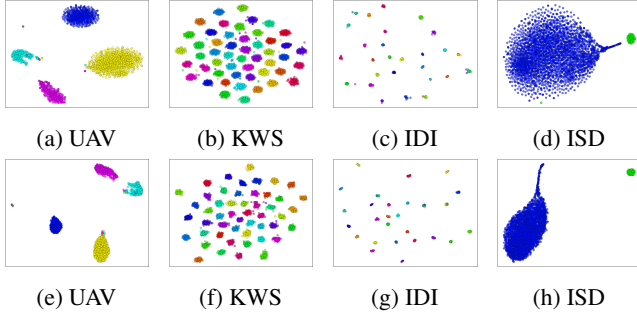 (a) UAV (b) KWS (c) IDI (d) ISD
(e) UAV (f) KWS (g) IDI (h) ISD